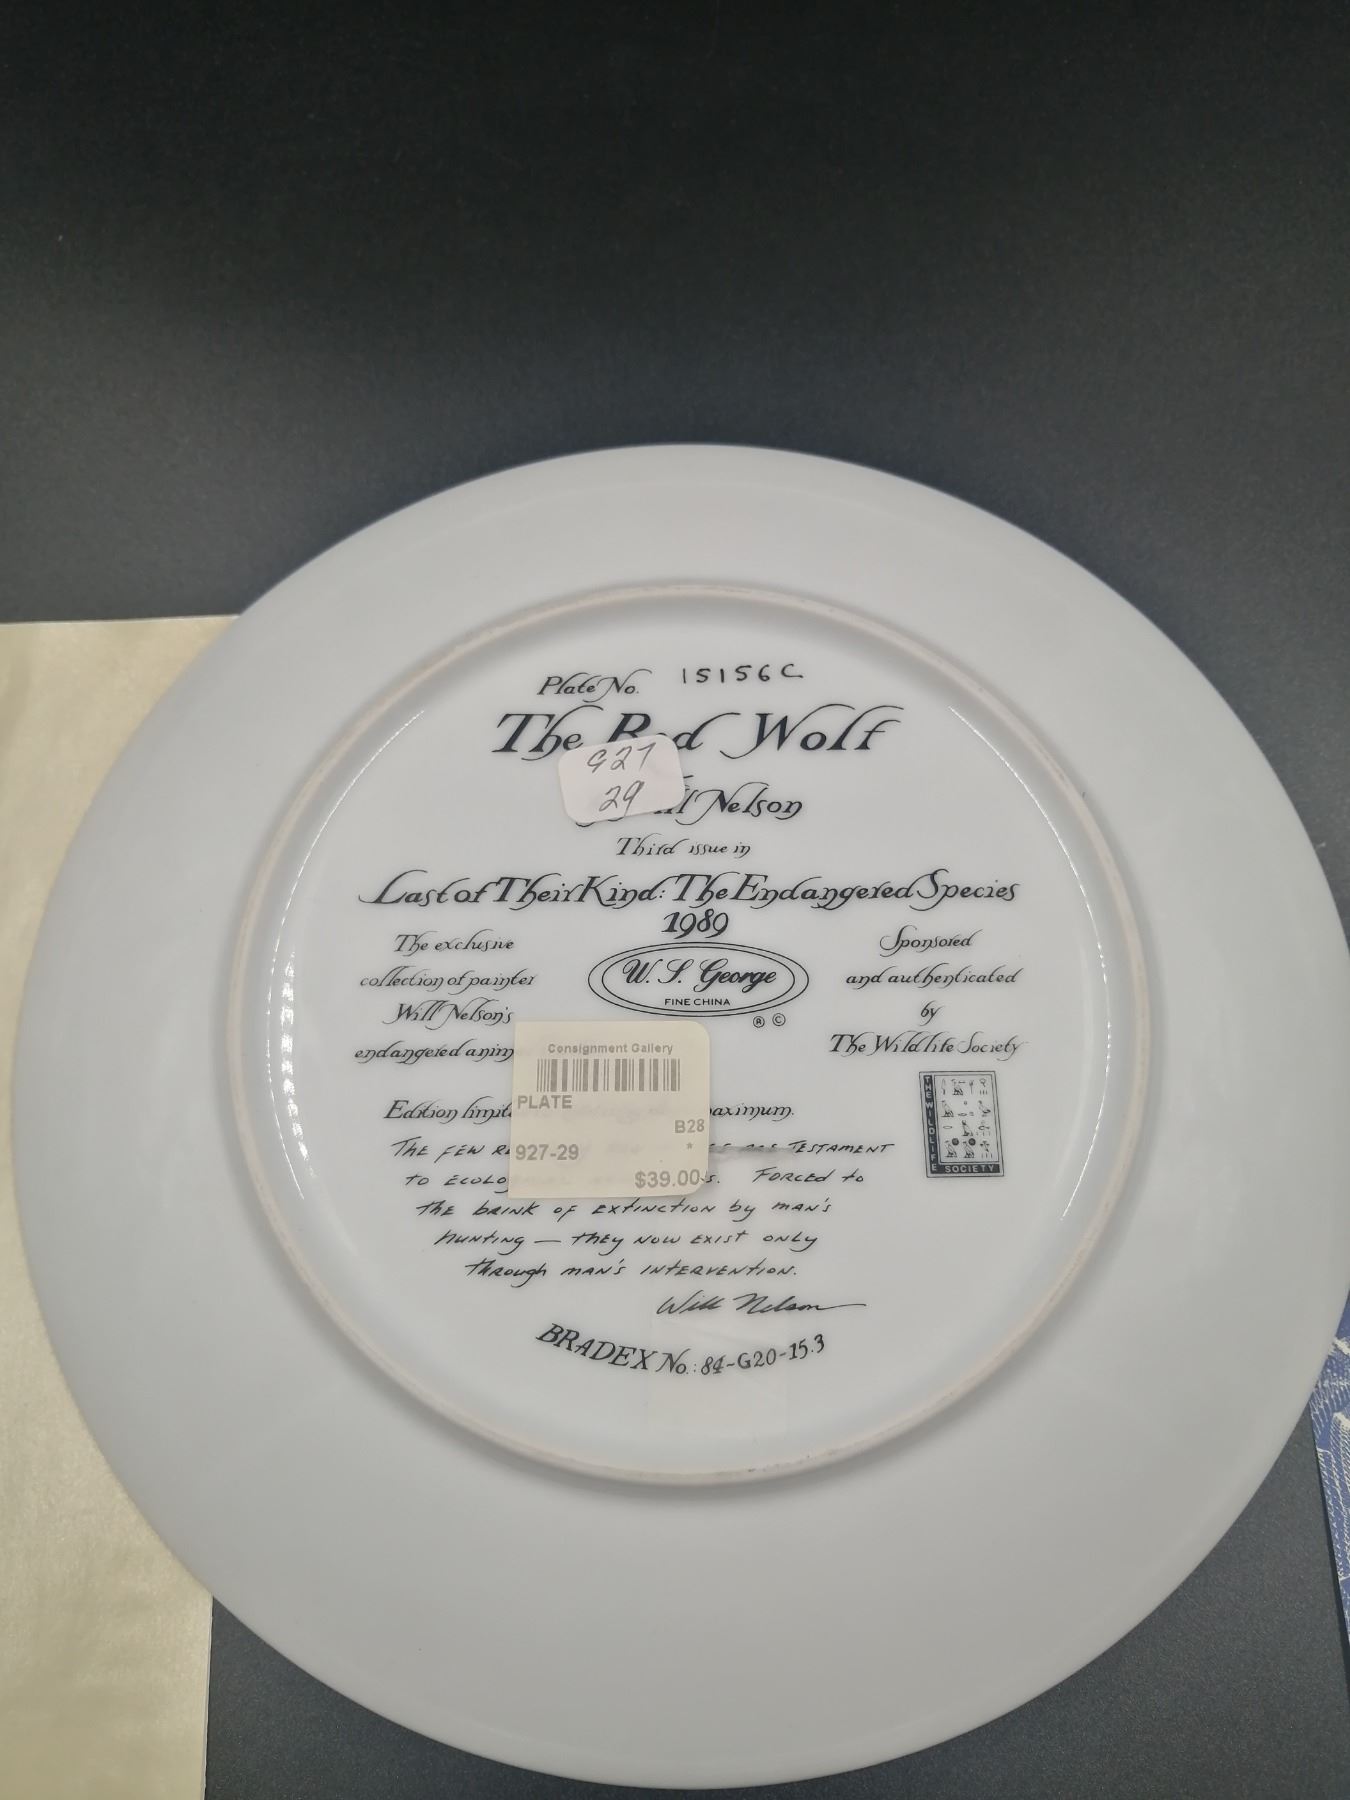 Plate No. 15156C
The Red Wolf
927
29
Nelson
Third issue in
Last of Their Kind: The Endangered Species
1989
The exclusive
collection of painter
Will Nelson's
endangered anim
W. S. George
FINE CHINA
® ©
Sponsored
and authenticated
by
The Wildlife Society
THE WILDLIFE SOCIETY
Consignment Gallery
PLATE
B28
927-29 *
$39.00
Edition limit
THE FEW TESTAMENT
TO FORCED to
the brink of extinction by man's
hunting — they now exist only
through man's intervention.
Will Nelson
BRADEX No.: 84-G20-15.3